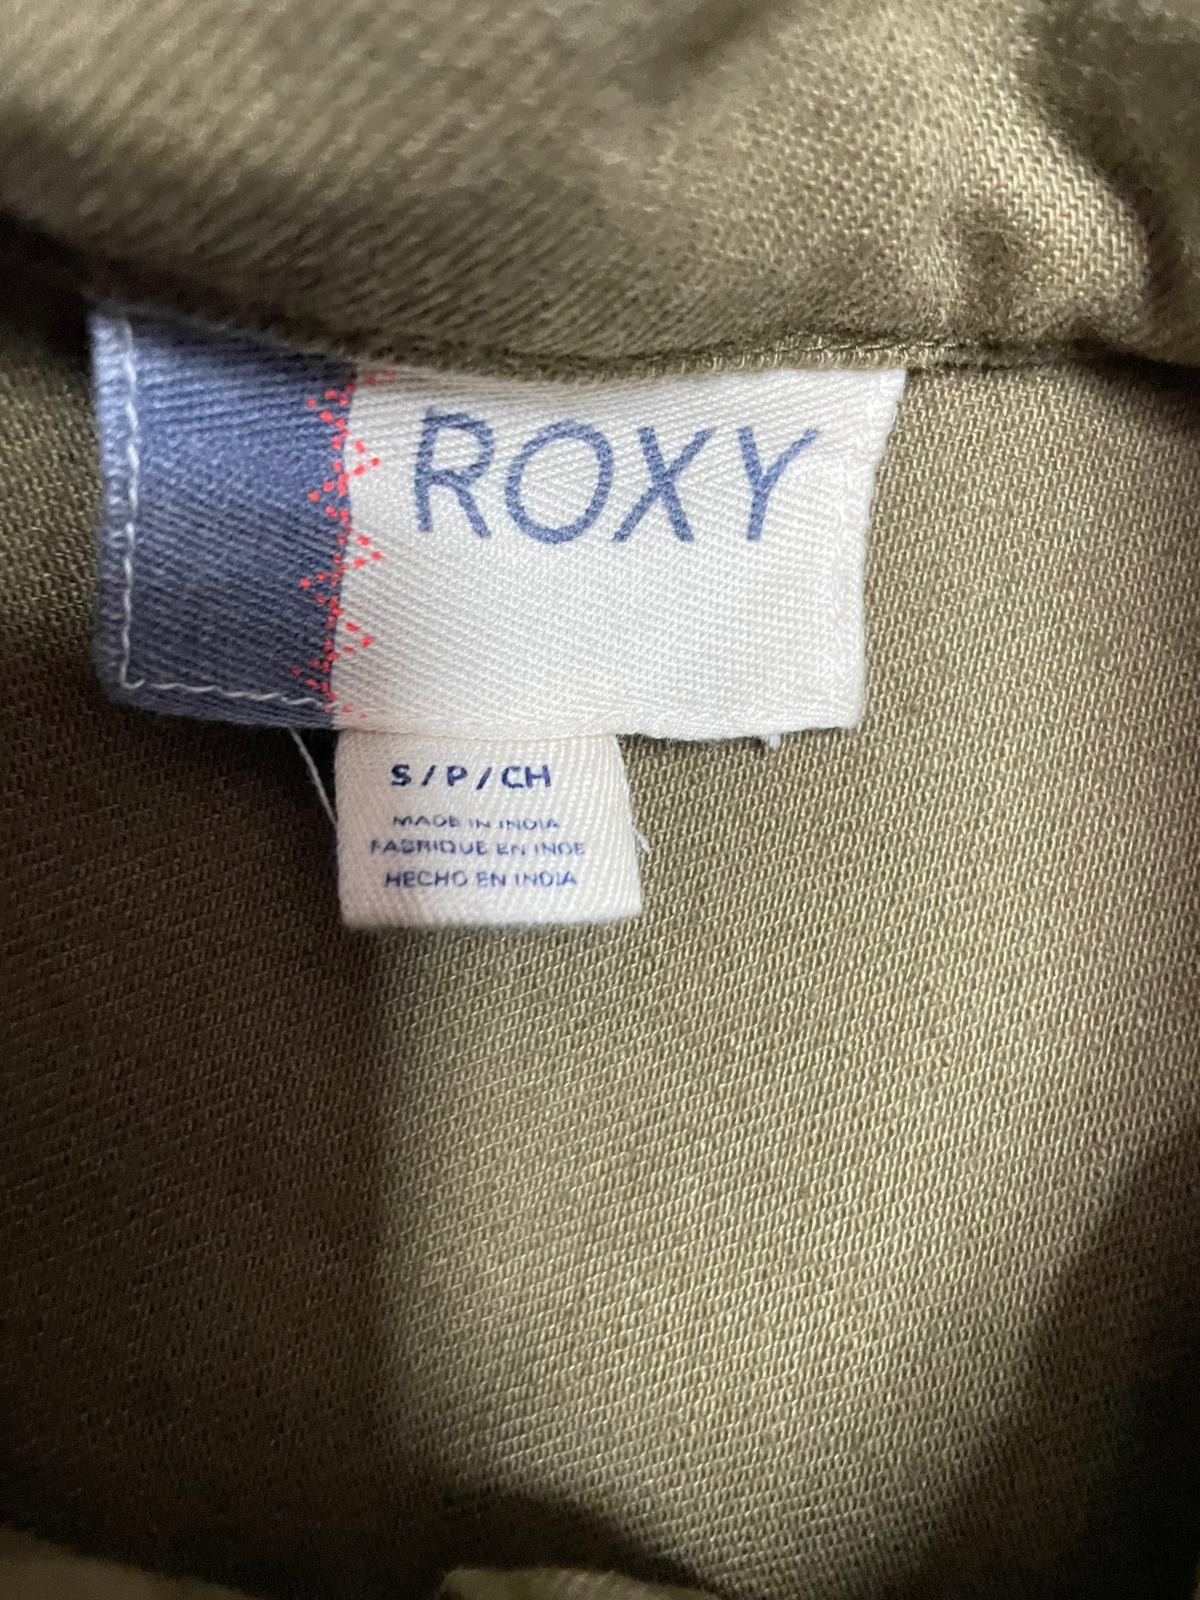 ROXY
S / P / CH
MADE IN INDIA
FABRIQUE EN INDE
HECHO EN INDIA